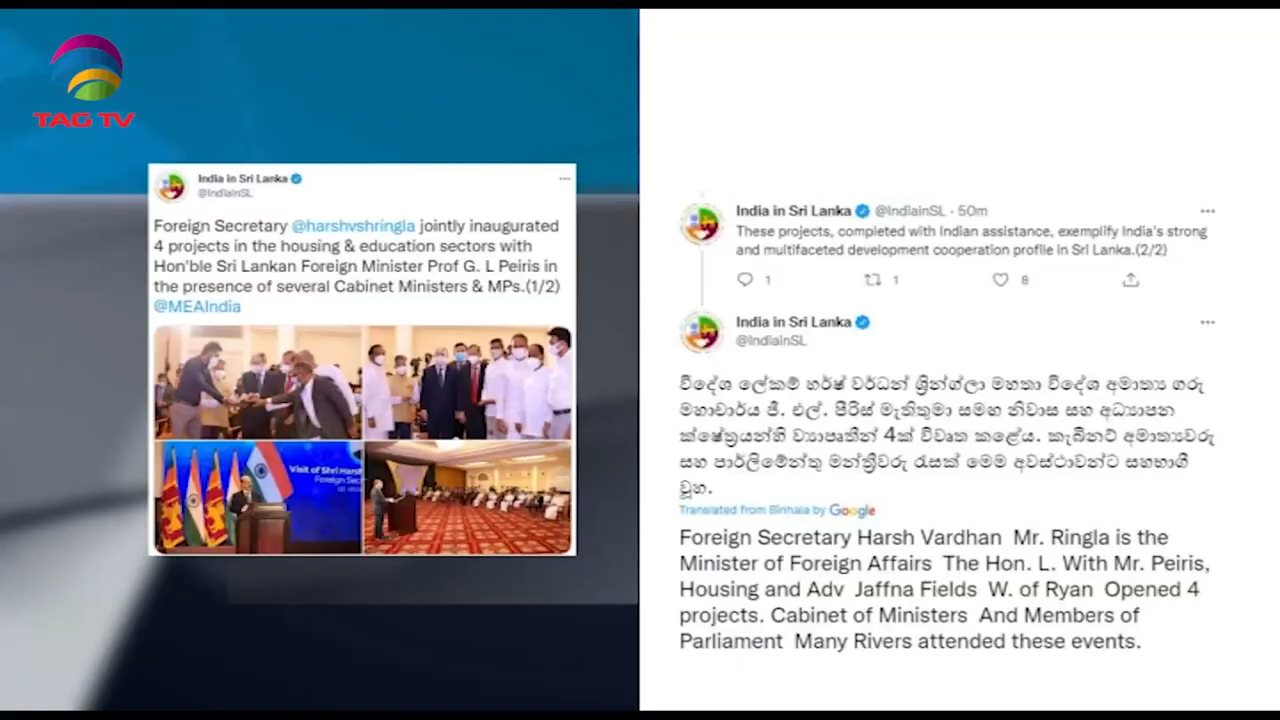 TAG TV
India in Sri Lanka
@IndiainSL
Foreign Secretary @harshvshringla jointly inaugurated
4 projects in the housing & education sectors with
Hon'ble Sri Lankan Foreign Minister Prof G. L Peiris in
the presence of several Cabinet Ministers & MPs.(1/2)
@MEAIndia
Visit of Shri Harsh
Foreign Sec
India in Sri Lanka @IndiainSL · 50m
These projects, completed with Indian assistance, exemplify India's strong
and multifaceted development cooperation profile in Sri Lanka.(2/2)
1 1 8
India in Sri Lanka
@IndiainSL
විදේශ ලේකම් හර්ෂ් වර්ධන් ශ්‍රින්ග්ලා මහතා විදේශ අමාත්‍ය ගරු
මහාචාර්ය ජී. එල්. පීරිස් මැතිතුමා සමඟ නිවාස සහ අධ්‍යාපන
ක්ෂේත්‍රයන්හි ව්‍යාපෘතීන් 4ක් විවෘත කළේය. කැබිනට් අමාත්‍යවරු
සහ පාර්ලිමේන්තු මන්ත්‍රීවරු රැසක් මෙම අවස්ථාවන්ට සහභාගී
වූහ.
Translated from Sinhala by Google
Foreign Secretary Harsh Vardhan Mr. Ringla is the
Minister of Foreign Affairs The Hon. L. With Mr. Peiris,
Housing and Adv Jaffna Fields W. of Ryan Opened 4
projects. Cabinet of Ministers And Members of
Parliament Many Rivers attended these events.